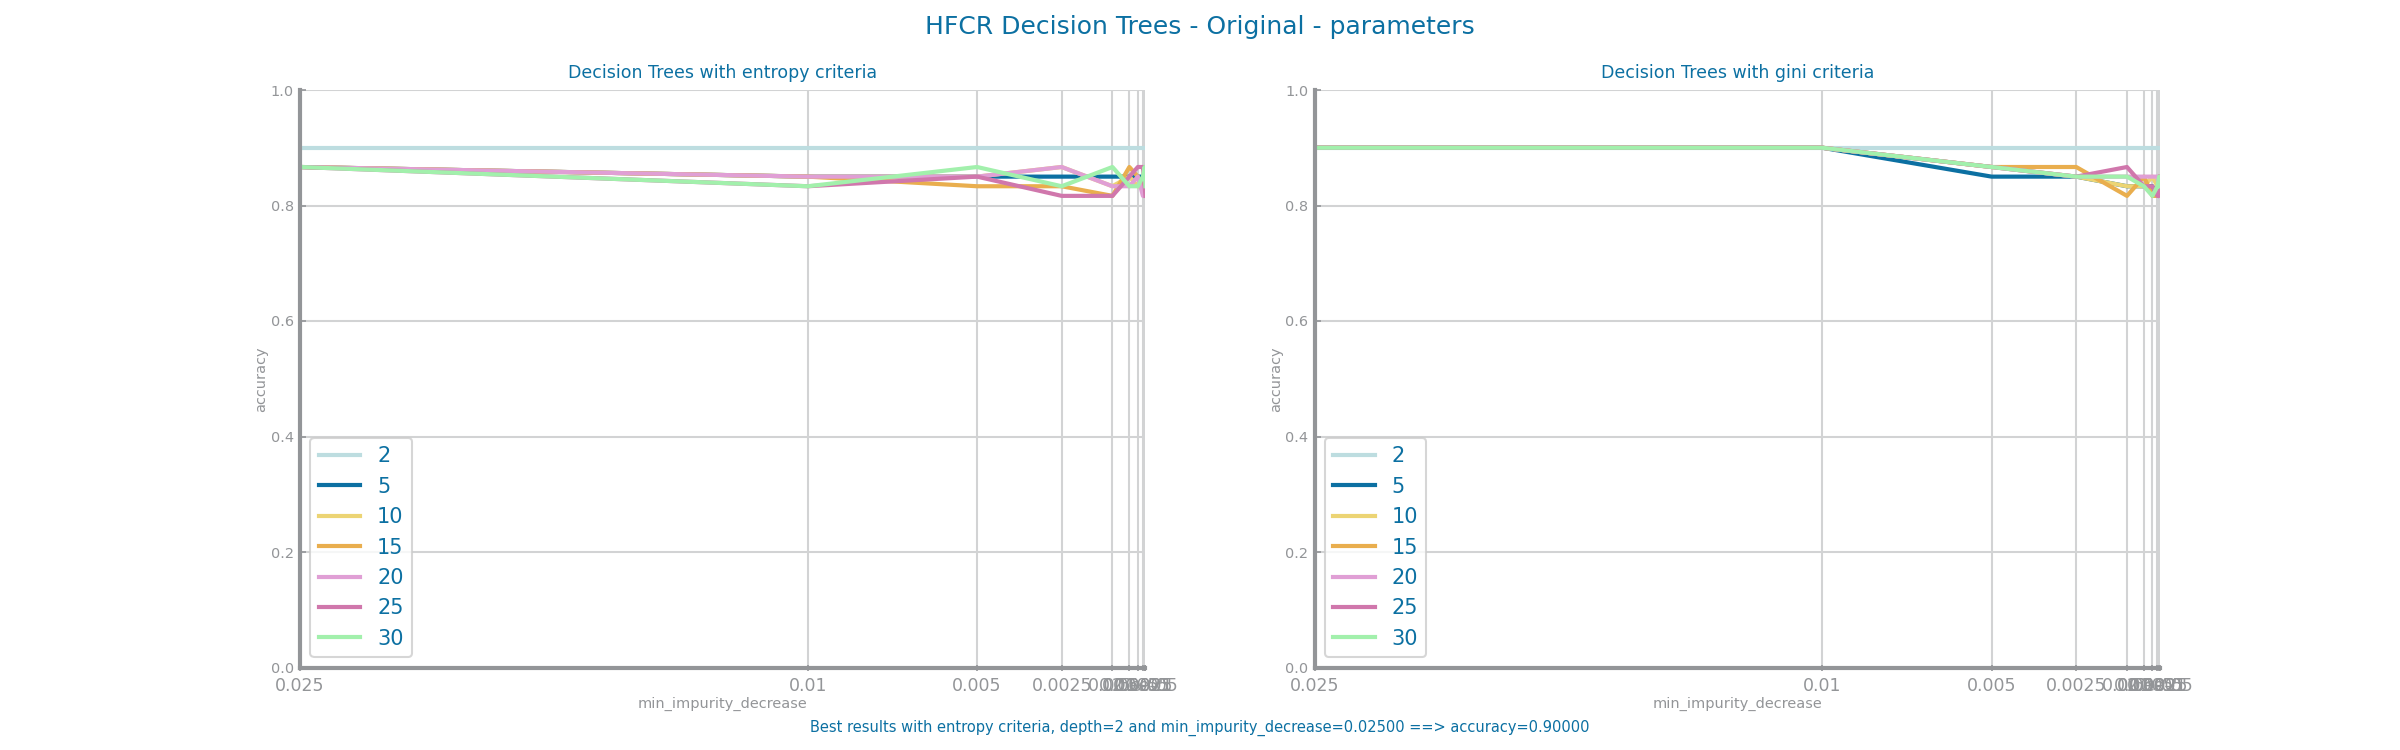 HFCR Decision Trees - Original - parameters
Decision Trees with entropy criteria
1.0
0.8
0.6
0.4
0.2
0.0
accuracy
2
5
10
15
20
25
30
0.025 0.01 0.005 0.0025
min_impurity_decrease
Decision Trees with gini criteria
1.0
0.8
0.6
0.4
0.2
0.0
accuracy
2
5
10
15
20
25
30
0.025 0.01 0.005 0.0025
min_impurity_decrease
Best results with entropy criteria, depth=2 and min_impurity_decrease=0.02500 ==> accuracy=0.90000